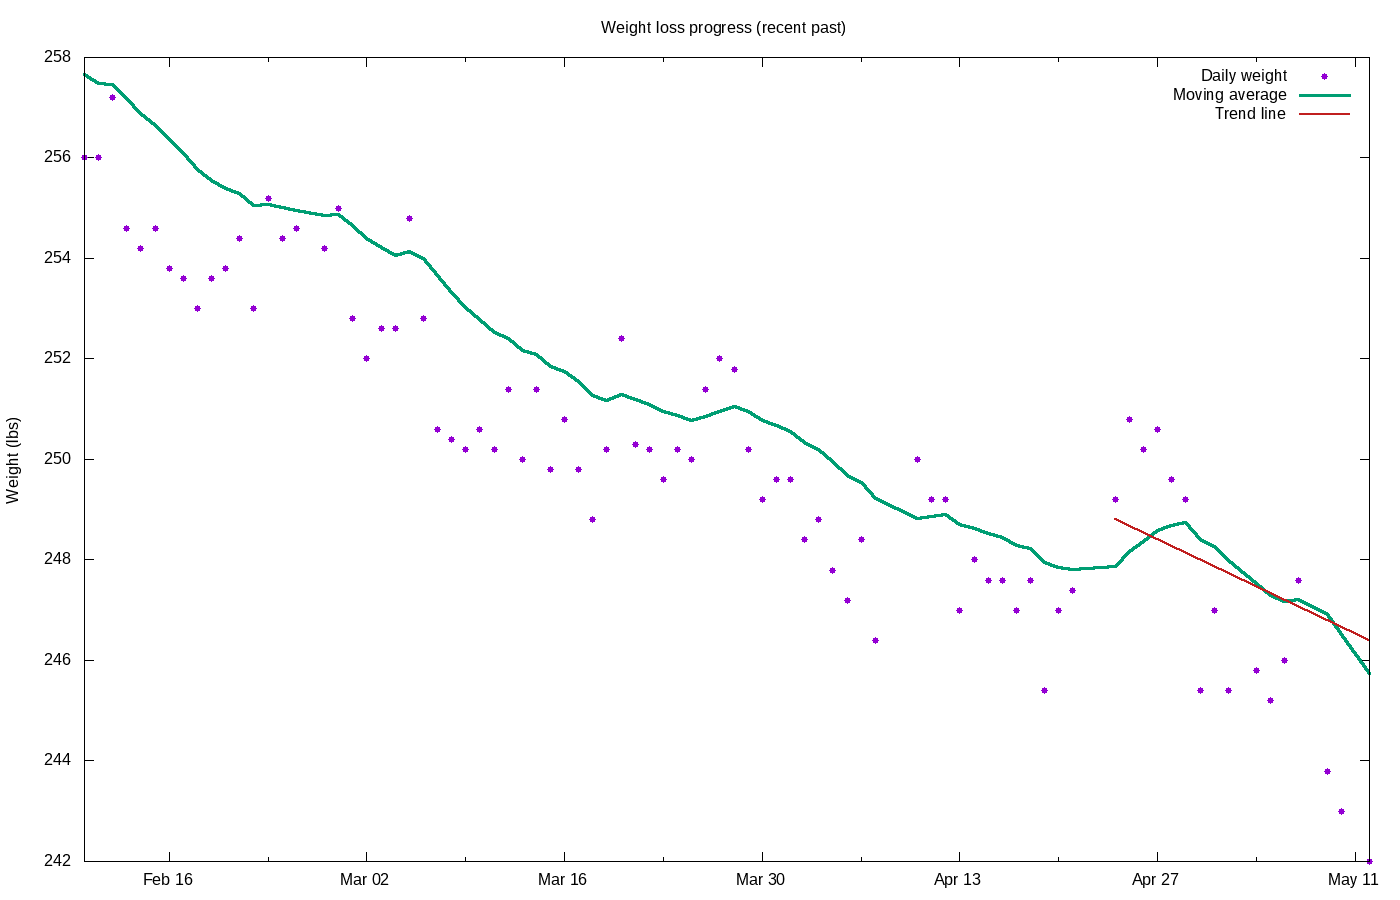 Weight loss progress (recent past)
258
256
254
252
250
248
246
244
242
Weight (lbs)
Daily weight
Moving average
Trend line
Feb 16 Mar 02 Mar 16 Mar 30 Apr 13 Apr 27 May 11